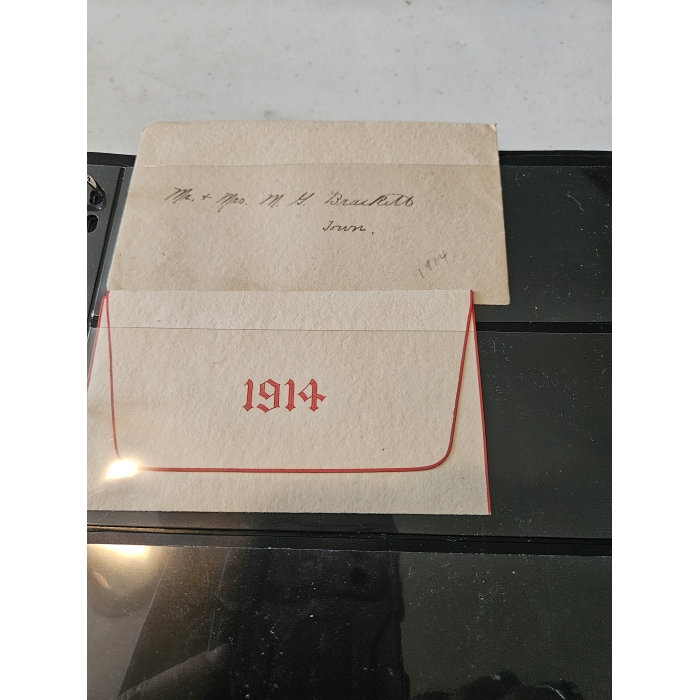 Mr. & Mrs. M. G. Brackett
Town.
1914
1914